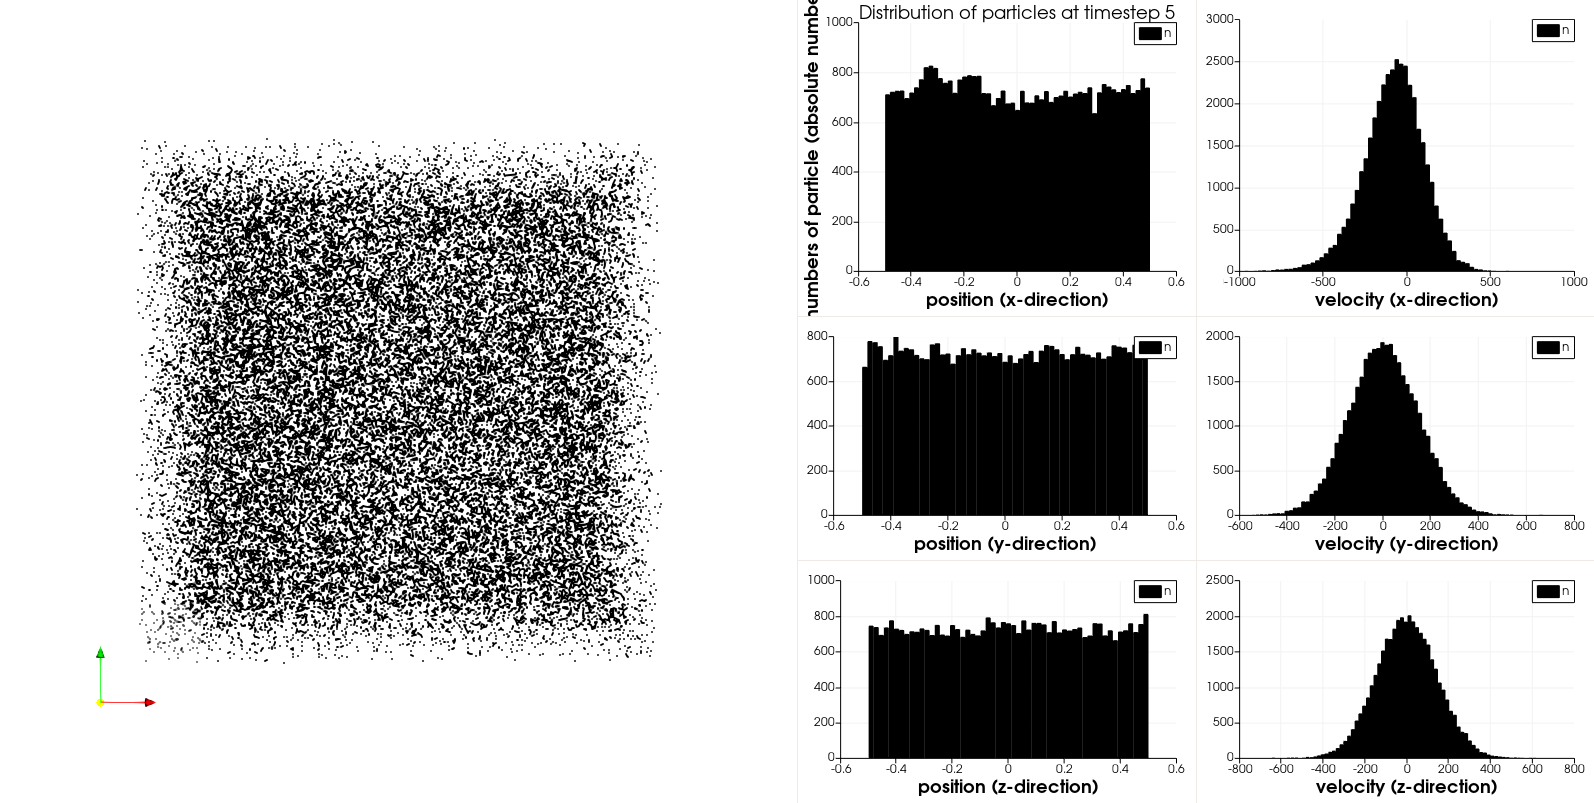 Distribution of particles at timestep 5
numbers of particle (absolute numbe
1000
800
600
400
200
0
n
-0.6 -0.4 -0.2 0 0.2 0.4 0.6
position (x-direction)
3000
2500
2000
1500
1000
500
0
n
-1000 -500 0 500 1000
velocity (x-direction)
800
600
400
200
0
n
-0.6 -0.4 -0.2 0 0.2 0.4 0.6
position (y-direction)
2000
1500
1000
500
0
n
-600 -400 -200 0 200 400 600 800
velocity (y-direction)
1000
800
600
400
200
0
n
-0.6 -0.4 -0.2 0 0.2 0.4 0.6
position (z-direction)
2500
2000
1500
1000
500
0
n
-800 -600 -400 -200 0 200 400 600 800
velocity (z-direction)